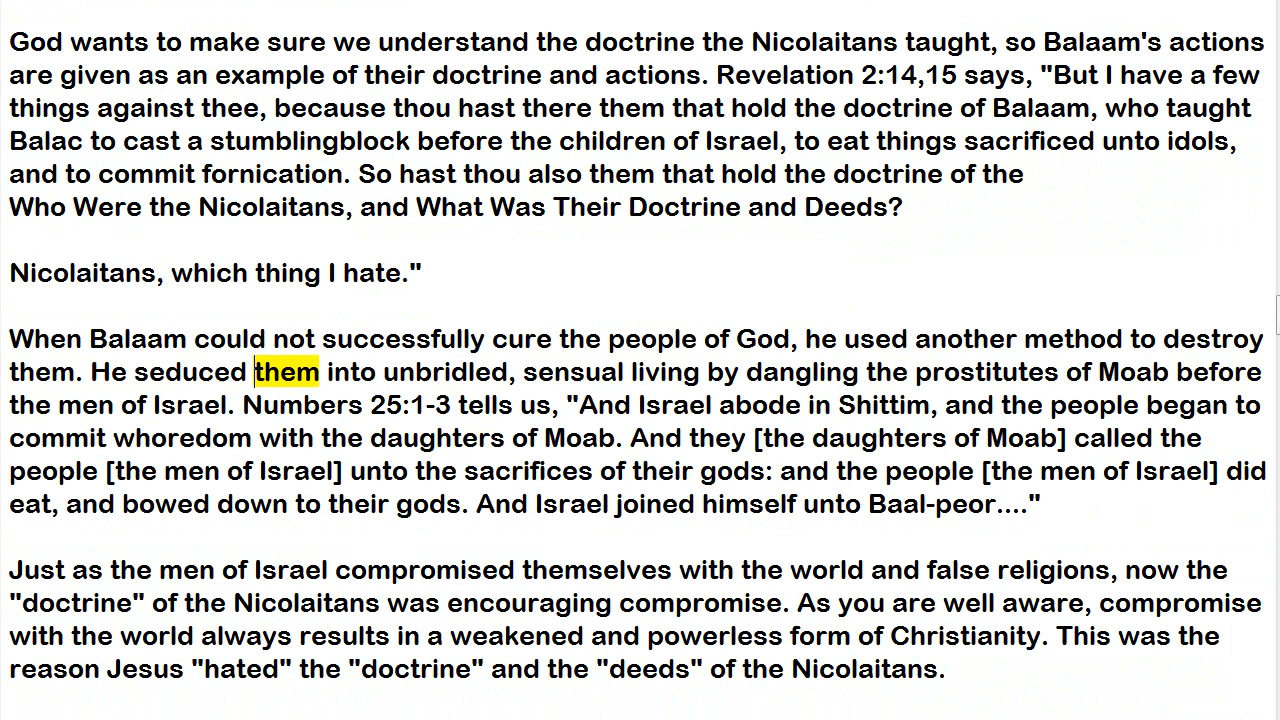 God wants to make sure we understand the doctrine the Nicolaitans taught, so Balaam's actions
are given as an example of their doctrine and actions. Revelation 2:14,15 says, "But I have a few
things against thee, because thou hast there them that hold the doctrine of Balaam, who taught
Balac to cast a stumblingblock before the children of Israel, to eat things sacrificed unto idols,
and to commit fornication. So hast thou also them that hold the doctrine of the
Who Were the Nicolaitans, and What Was Their Doctrine and Deeds?
Nicolaitans, which thing I hate."
When Balaam could not successfully cure the people of God, he used another method to destroy
them. He seduced them into unbridled, sensual living by dangling the prostitutes of Moab before
the men of Israel. Numbers 25:1-3 tells us, "And Israel abode in Shittim, and the people began to
commit whoredom with the daughters of Moab. And they [the daughters of Moab] called the
people [the men of Israel] unto the sacrifices of their gods: and the people [the men of Israel] did
eat, and bowed down to their gods. And Israel joined himself unto Baal-peor...."
Just as the men of Israel compromised themselves with the world and false religions, now the
"doctrine" of the Nicolaitans was encouraging compromise. As you are well aware, compromise
with the world always results in a weakened and powerless form of Christianity. This was the
reason Jesus "hated" the "doctrine" and the "deeds" of the Nicolaitans.